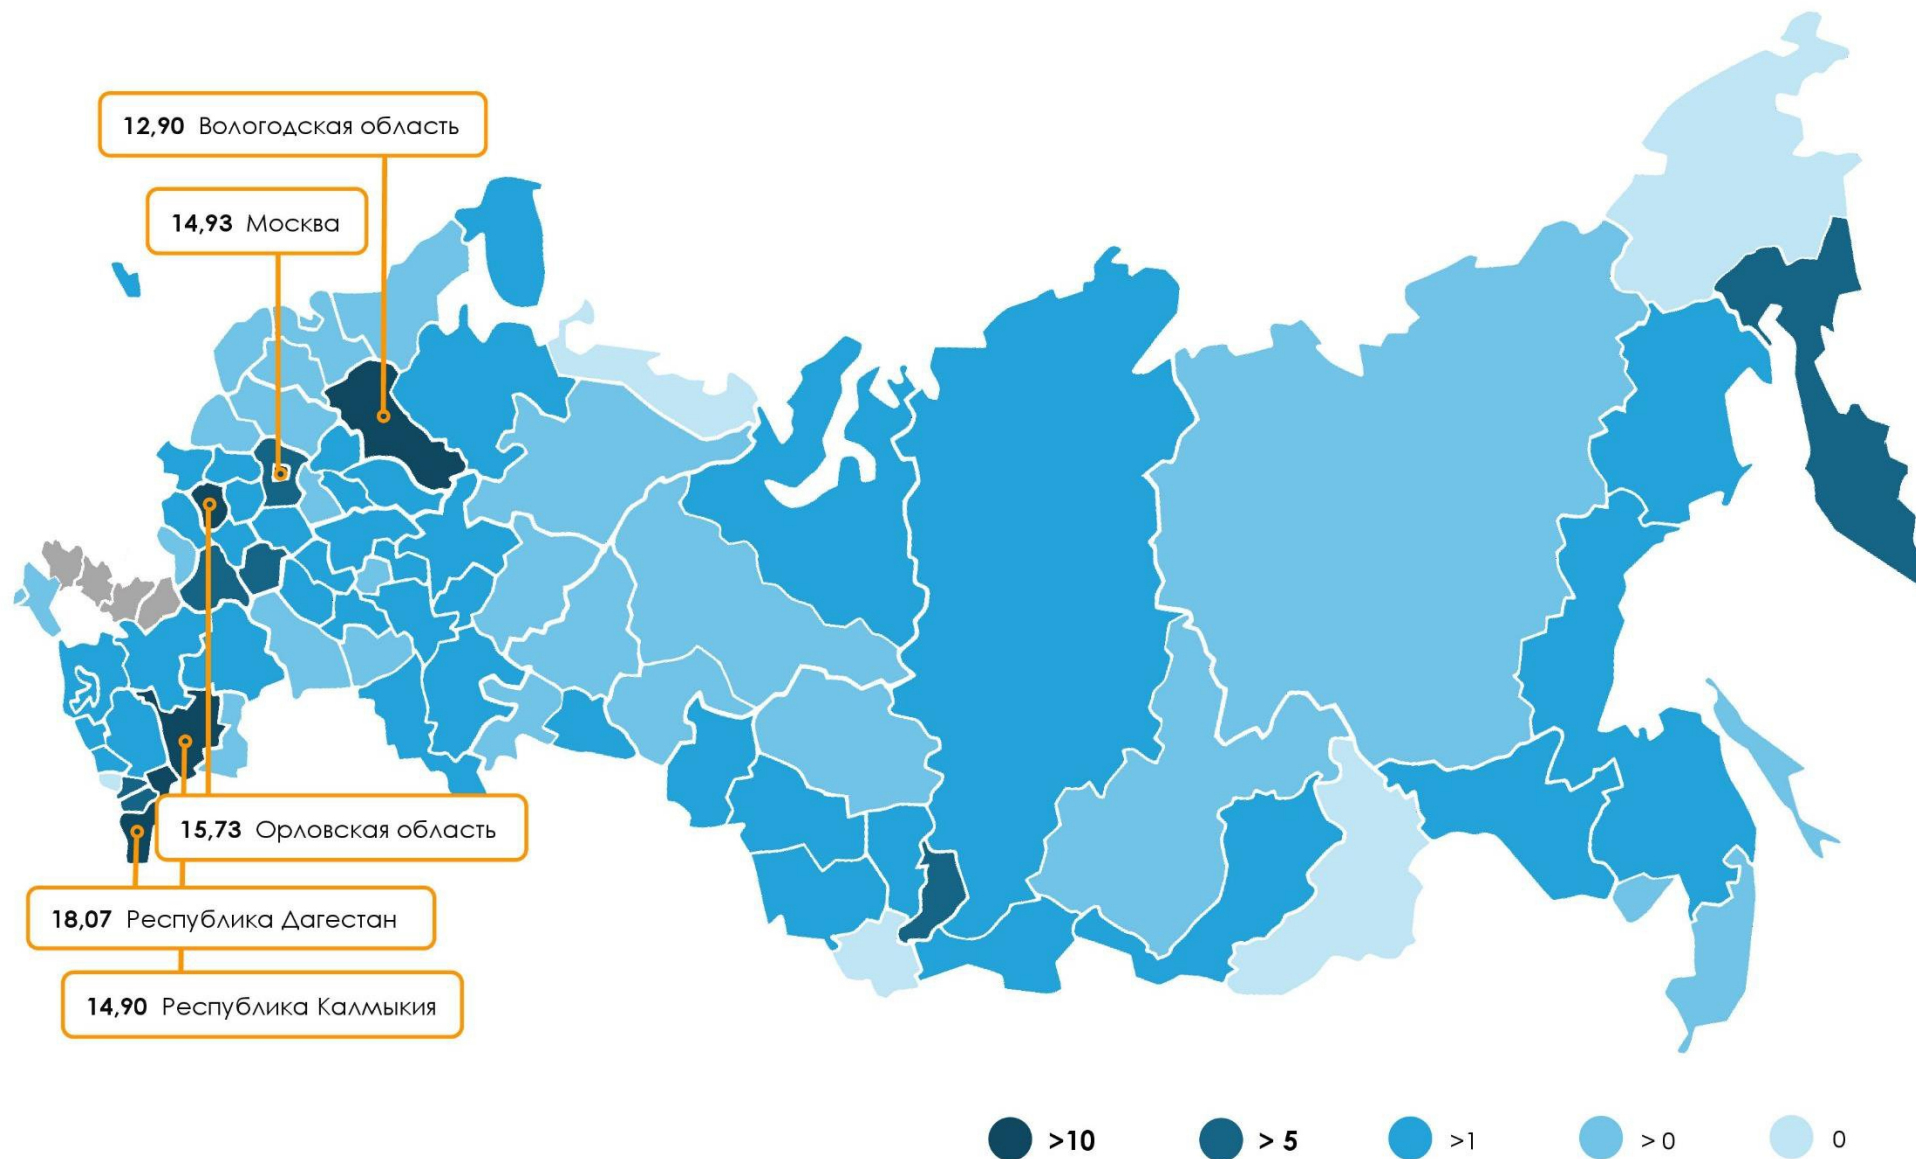 12,90 Вологодская область
14,93 Москва
15,73 Орловская область
18,07 Республика Дагестан
14,90 Республика Калмыкия
>10
> 5
>1
> 0
0